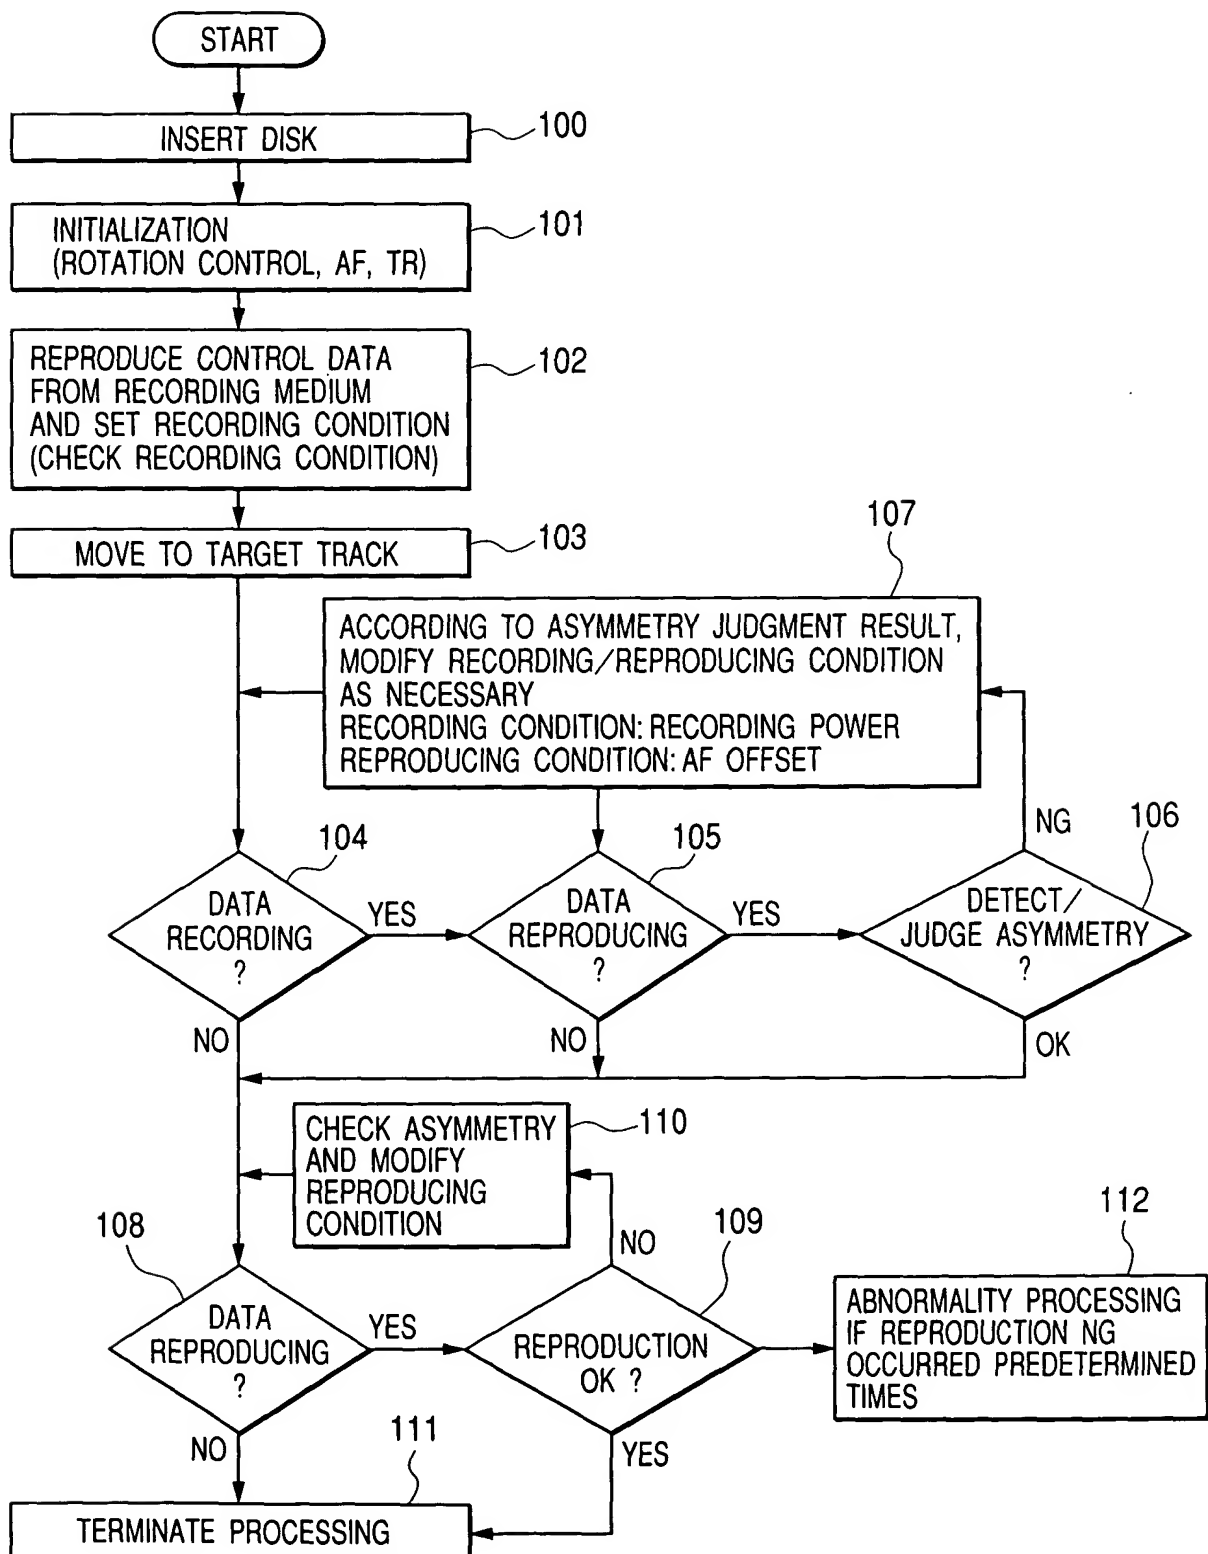 START
INSERT DISK
100
INITIALIZATION
(ROTATION CONTROL, AF, TR)
101
REPRODUCE CONTROL DATA
FROM RECORDING MEDIUM
AND SET RECORDING CONDITION
(CHECK RECORDING CONDITION)
102
MOVE TO TARGET TRACK
103
107
ACCORDING TO ASYMMETRY JUDGMENT RESULT,
MODIFY RECORDING/REPRODUCING CONDITION
AS NECESSARY
RECORDING CONDITION: RECORDING POWER
REPRODUCING CONDITION: AF OFFSET
104
DATA
RECORDING
?
YES
NO
105
DATA
REPRODUCING
?
YES
NO
106
NG
DETECT/
JUDGE ASYMMETRY
?
OK
CHECK ASYMMETRY
AND MODIFY
REPRODUCING
CONDITION
110
108
DATA
REPRODUCING
?
YES
NO
109
NO
REPRODUCTION
OK ?
YES
112
ABNORMALITY PROCESSING
IF REPRODUCTION NG
OCCURRED PREDETERMINED
TIMES
111
TERMINATE PROCESSING